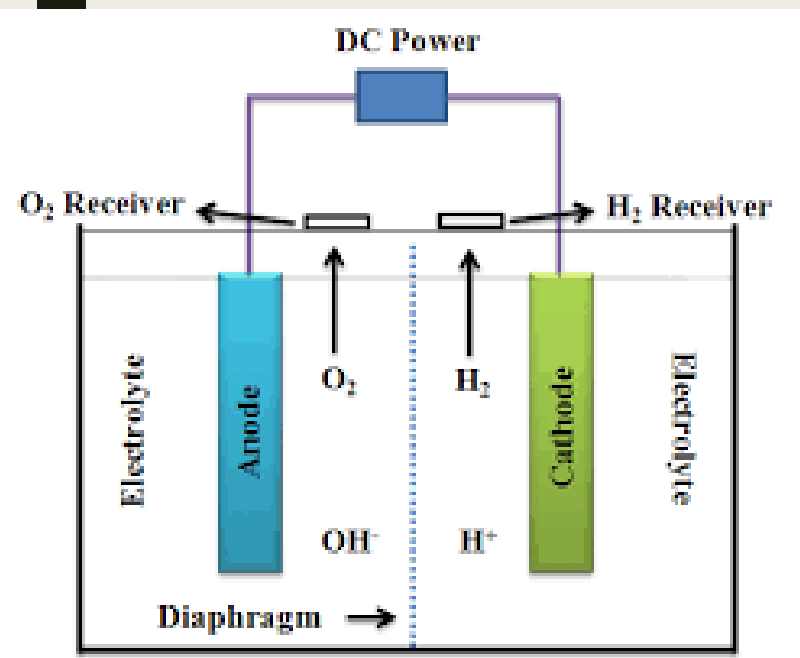 DC Power
O₂ Receiver
H₂ Receiver
O₂
H₂
Electrolyte
Anode
Cathode
Electrolyte
OH⁻
H⁺
Diaphragm